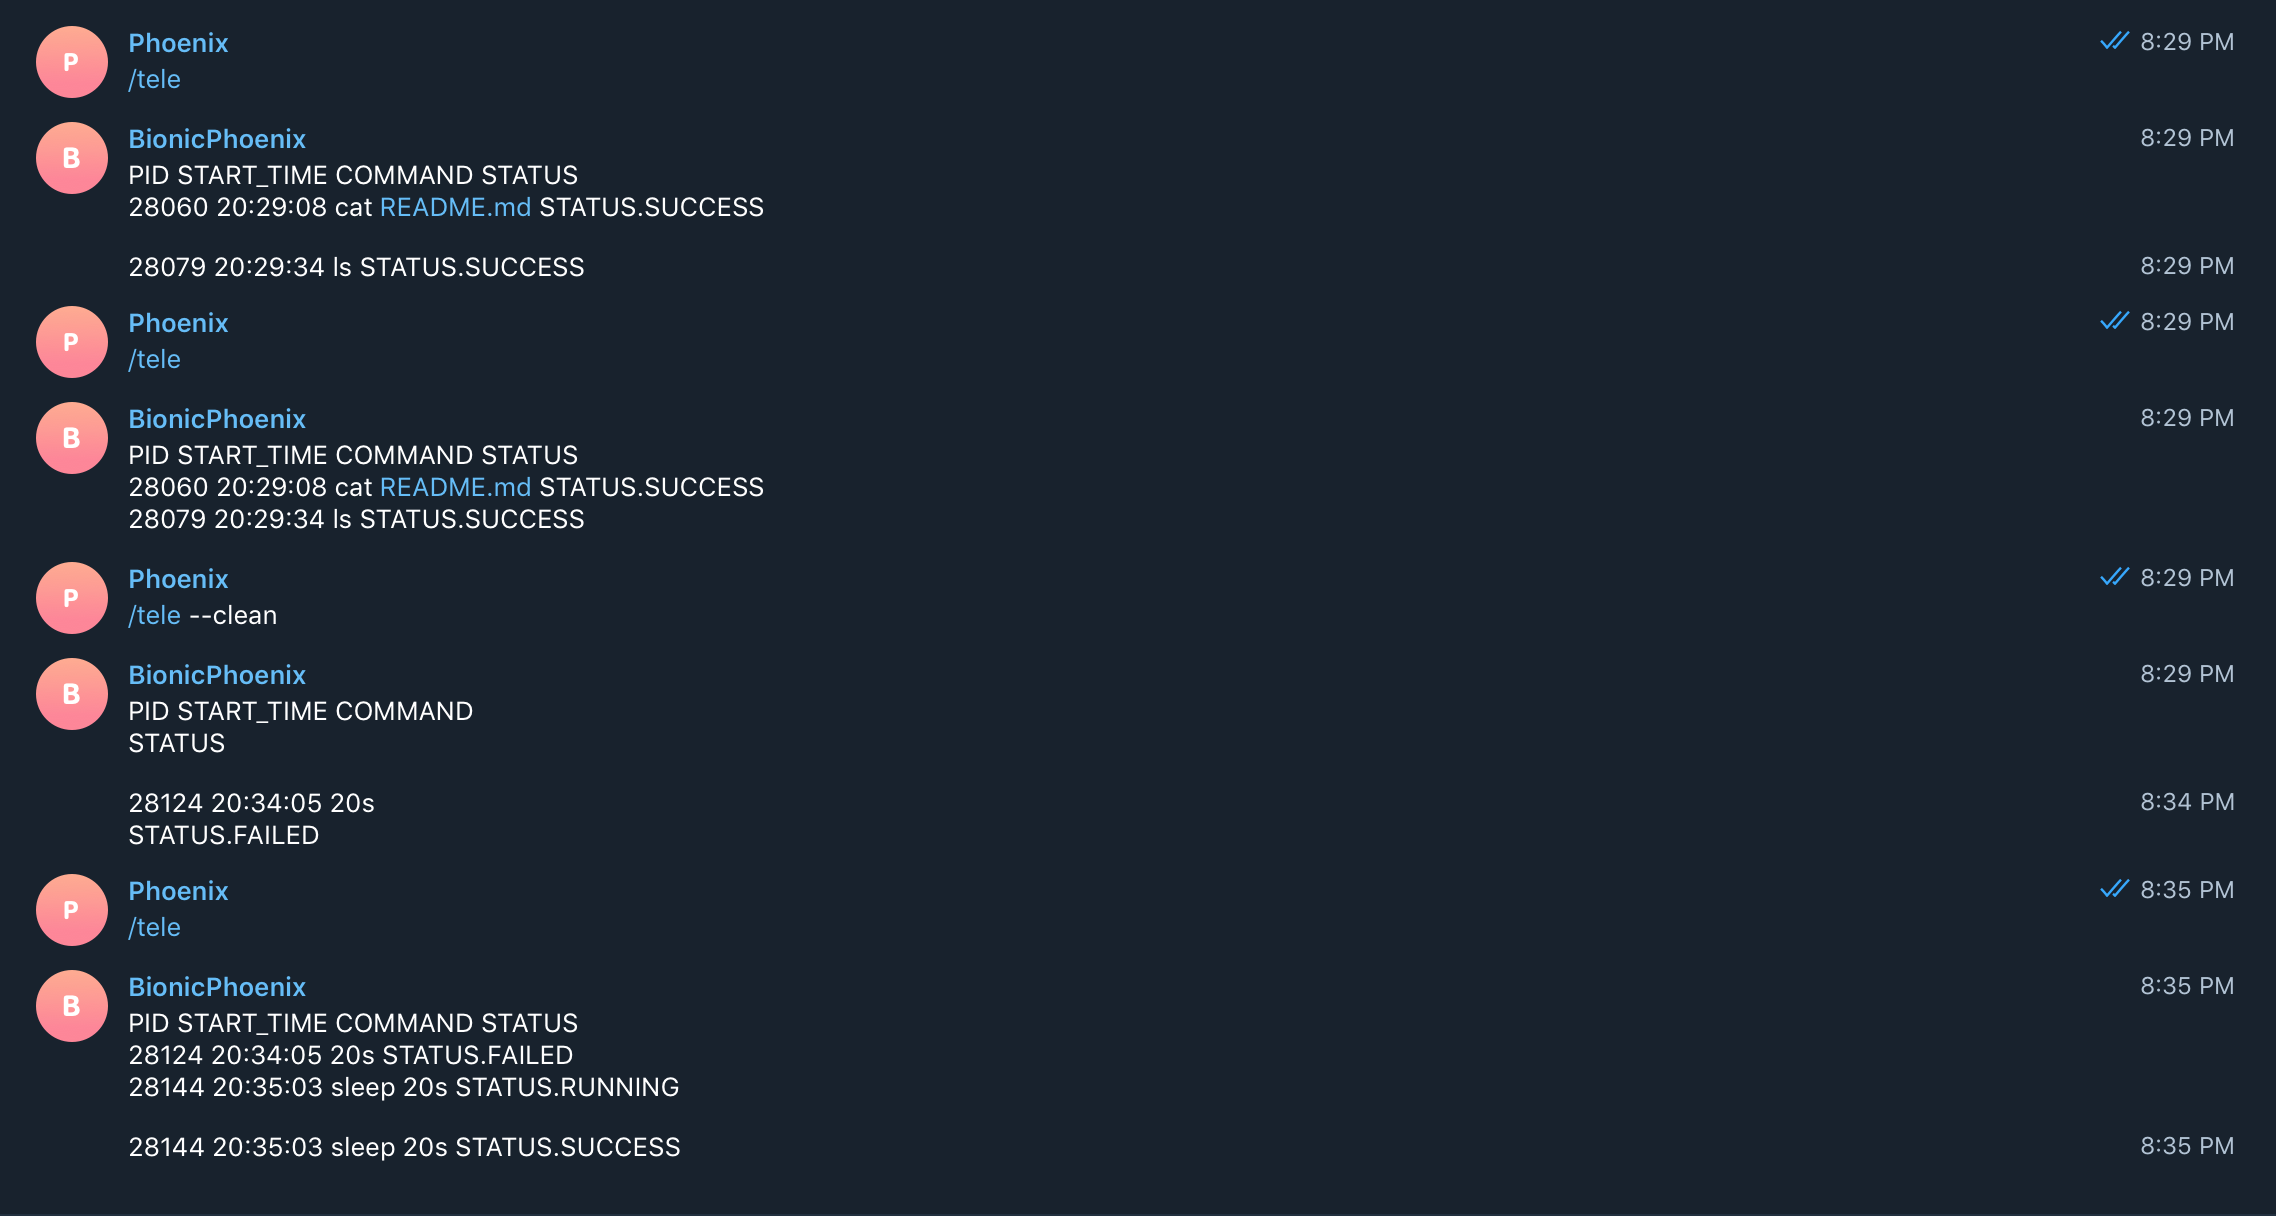 P
Phoenix 8:29 PM
/tele
B
BionicPhoenix 8:29 PM
PID START_TIME COMMAND STATUS
28060 20:29:08 cat README.md STATUS.SUCCESS
28079 20:29:34 ls STATUS.SUCCESS 8:29 PM
P
Phoenix 8:29 PM
/tele
B
BionicPhoenix 8:29 PM
PID START_TIME COMMAND STATUS
28060 20:29:08 cat README.md STATUS.SUCCESS
28079 20:29:34 ls STATUS.SUCCESS
P
Phoenix 8:29 PM
/tele --clean
B
BionicPhoenix 8:29 PM
PID START_TIME COMMAND
STATUS
28124 20:34:05 20s 8:34 PM
STATUS.FAILED
P
Phoenix 8:35 PM
/tele
B
BionicPhoenix 8:35 PM
PID START_TIME COMMAND STATUS
28124 20:34:05 20s STATUS.FAILED
28144 20:35:03 sleep 20s STATUS.RUNNING
28144 20:35:03 sleep 20s STATUS.SUCCESS 8:35 PM